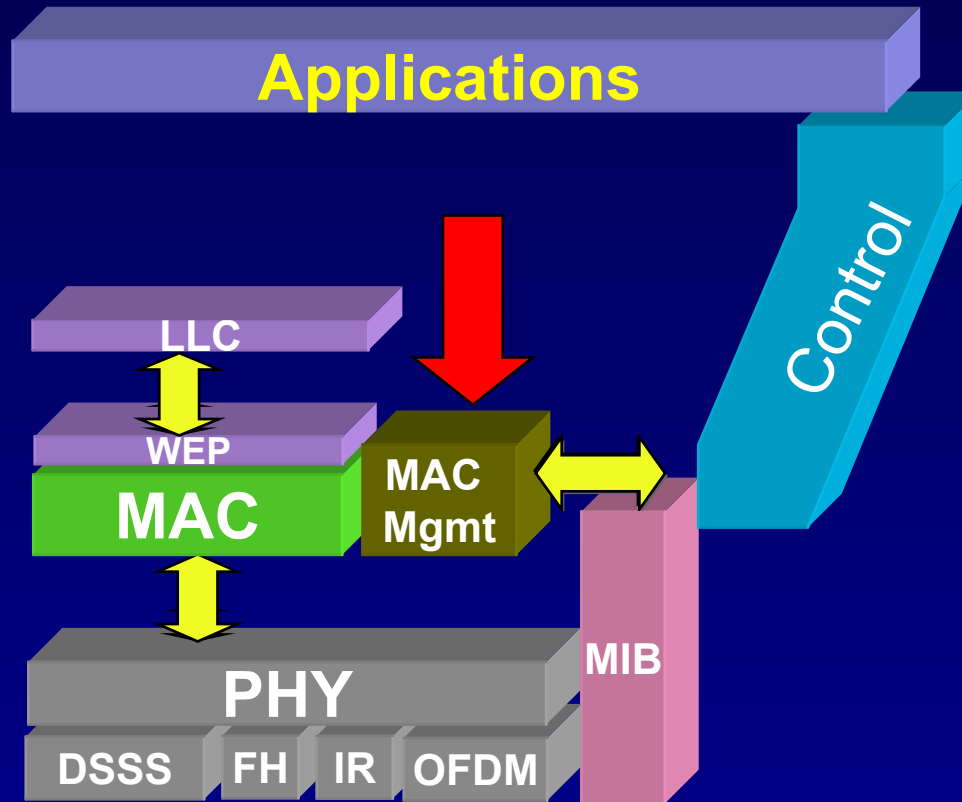 Applications
Control
LLC
WEP
MAC
MAC
Mgmt
MIB
PHY
DSSS
FH
IR
OFDM